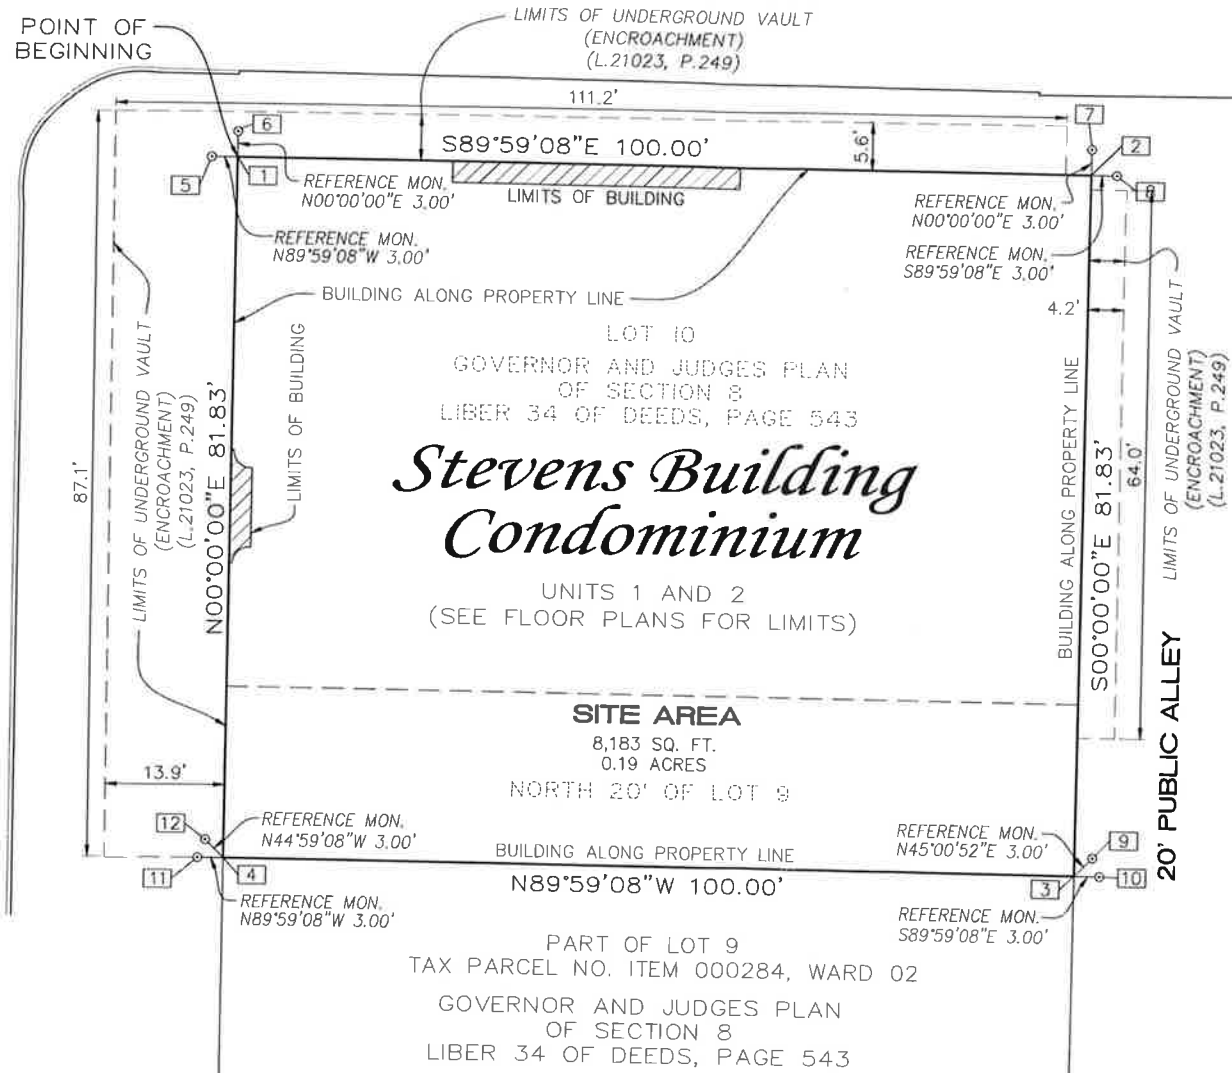 POINT OF
BEGINNING
LIMITS OF UNDERGROUND VAULT
(ENCROACHMENT)
(L.21023, P.249)
111.2'
6
7
S89°59'08"E 100.00'
5.6'
2
5
1
8
REFERENCE MON.
N00°00'00"E 3.00'
LIMITS OF BUILDING
REFERENCE MON.
N00°00'00"E 3.00'
REFERENCE MON.
N89°59'08"W 3.00'
REFERENCE MON.
S89°59'08"E 3.00'
BUILDING ALONG PROPERTY LINE
4.2'
LOT 10
GOVERNOR AND JUDGES PLAN
OF SECTION 8
LIBER 34 OF DEEDS, PAGE 543
87.1'
LIMITS OF UNDERGROUND VAULT
(ENCROACHMENT)
(L.21023, P.249)
N00°00'00"E 81.83'
LIMITS OF BUILDING
Stevens Building
Condominium
UNITS 1 AND 2
(SEE FLOOR PLANS FOR LIMITS)
BUILDING ALONG PROPERTY LINE
S00°00'00"E 81.83'
64.0'
LIMITS OF UNDERGROUND VAULT
(ENCROACHMENT)
(L.21023, P.249)
20' PUBLIC ALLEY
SITE AREA
8,183 SQ. FT.
0.19 ACRES
NORTH 20' OF LOT 9
13.9'
12
REFERENCE MON.
N44°59'08"W 3.00'
REFERENCE MON.
N45°00'52"E 3.00'
9
BUILDING ALONG PROPERTY LINE
11
4
N89°59'08"W 100.00'
3
10
REFERENCE MON.
N89°59'08"W 3.00'
REFERENCE MON.
S89°59'08"E 3.00'
PART OF LOT 9
TAX PARCEL NO. ITEM 000284, WARD 02
GOVERNOR AND JUDGES PLAN
OF SECTION 8
LIBER 34 OF DEEDS, PAGE 543